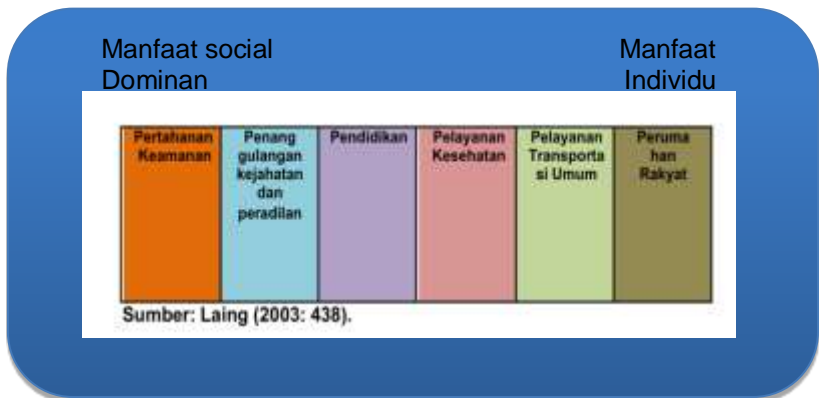 Manfaat social
Dominan
Manfaat
Individu
Pertahanan
Keamanan
Penang
gulangan
kejahatan
dan
peradilan
Pendidikan
Pelayanan
Kesehatan
Pelayanan
Transporta
si Umum
Peruma
han
Rakyat
Sumber: Laing (2003: 438).